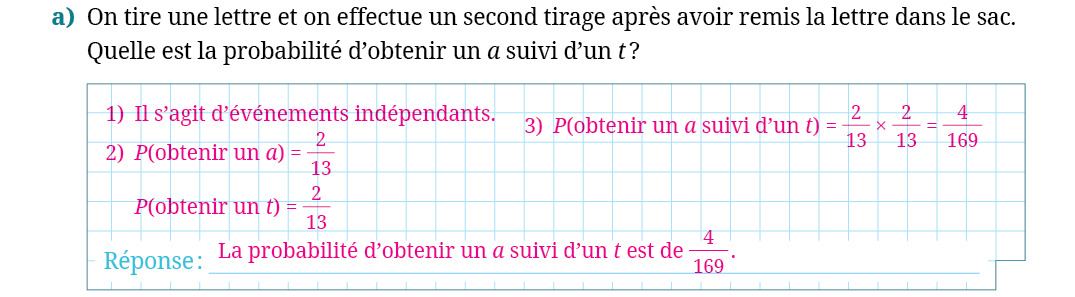 a) On tire une lettre et on effectue un second tirage après avoir remis la lettre dans le sac.
Quelle est la probabilité d’obtenir un a suivi d’un t ?
1) Il s’agit d’événements indépendants.
2) P(obtenir un a) = 2/13
P(obtenir un t) = 2/13
3) P(obtenir un a suivi d’un t) = 2/13 × 2/13 = 4/169
Réponse : La probabilité d’obtenir un a suivi d’un t est de 4/169.